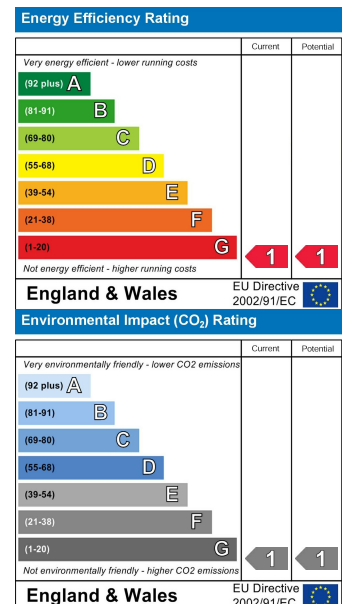 Energy Efficiency Rating
Current Potential
Very energy efficient - lower running costs
(92 plus) A
(81-91) B
(69-80) C
(55-68) D
(39-54) E
(21-38) F
(1-20) G 1 1
Not energy efficient - higher running costs
England & Wales EU Directive
2002/91/EC
Environmental Impact (CO₂) Rating
Current Potential
Very environmentally friendly - lower CO2 emissions
(92 plus) A
(81-91) B
(69-80) C
(55-68) D
(39-54) E
(21-38) F
(1-20) G 1 1
Not environmentally friendly - higher CO2 emissions
England & Wales EU Directive
2002/91/EC